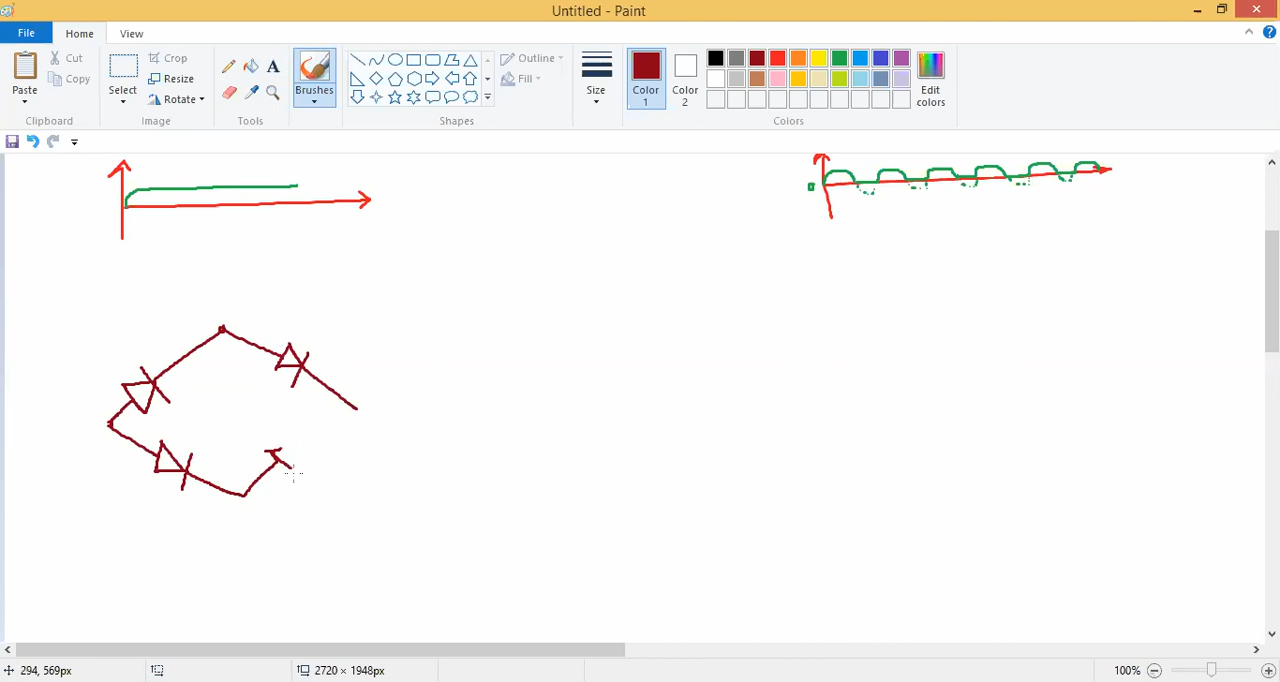 Untitled - Paint
File Home View
Cut Resize Brushes Outline
Crop Fill
Paste Copy Select Rotate Size Color 1 Color 2 Edit colors
A
Clipboard Image Tools Shapes Colors
294, 569px 2720 × 1948px 100%